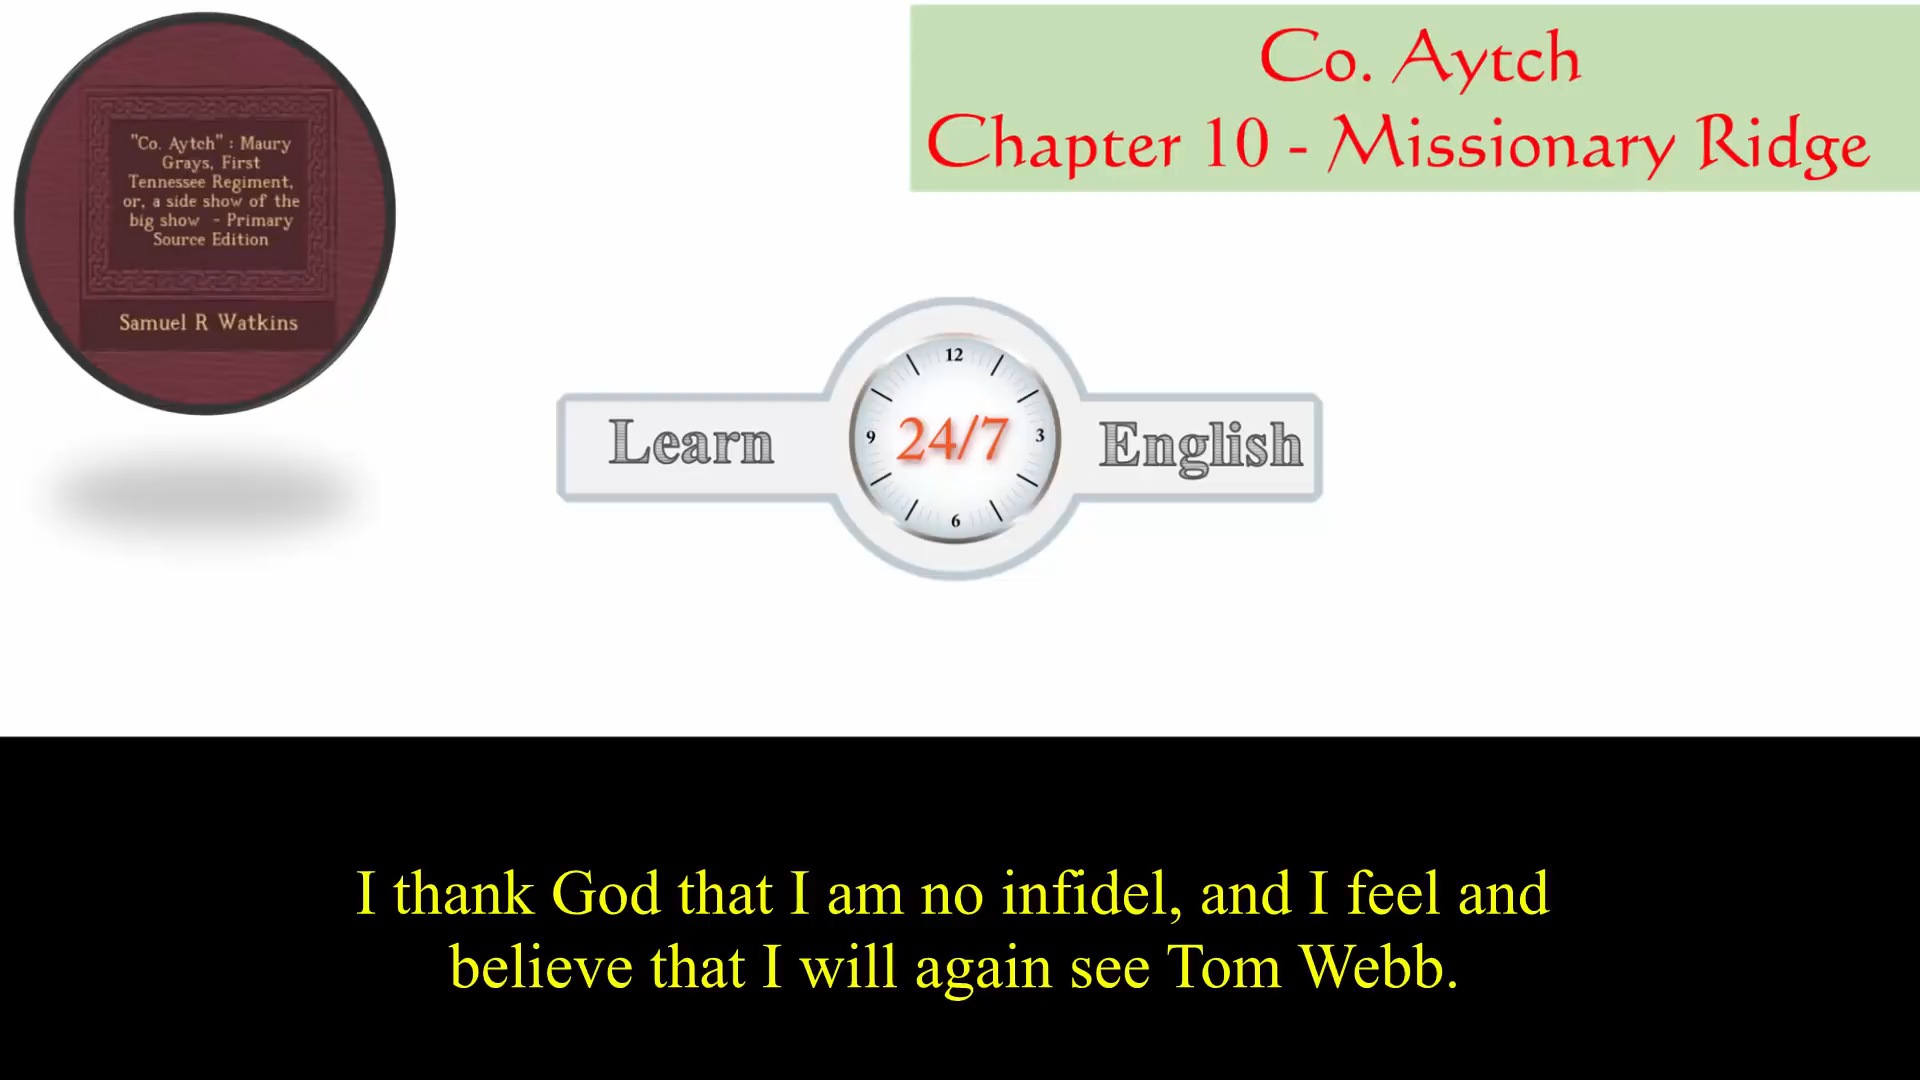 "Co. Aytch" : Maury
Grays, First
Tennessee Regiment,
or, a side show of the
big show - Primary
Source Edition
Samuel R Watkins
Co. Aytch
Chapter 10 - Missionary Ridge
12
Learn
9
24/7
3
English
6
I thank God that I am no infidel, and I feel and
believe that I will again see Tom Webb.